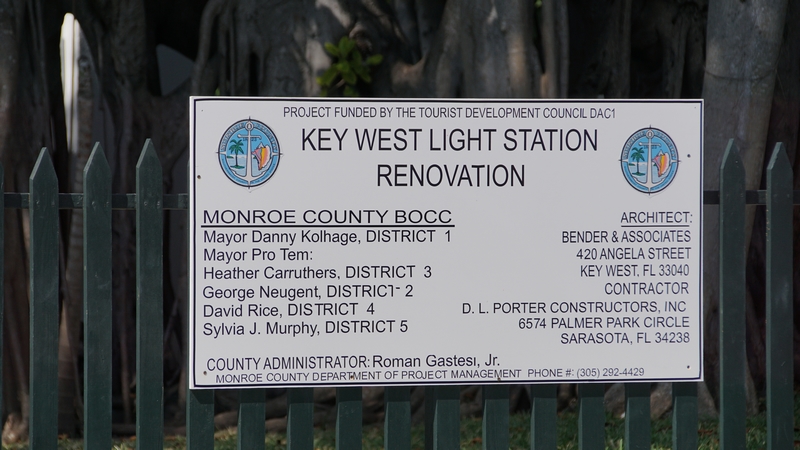 PROJECT FUNDED BY THE TOURIST DEVELOPMENT COUNCIL DAC1
KEY WEST LIGHT STATION
RENOVATION
MONROE COUNTY BOCC
Mayor Danny Kolhage, DISTRICT 1
Mayor Pro Tem:
Heather Carruthers, DISTRICT 3
George Neugent, DISTRICT 2
David Rice, DISTRICT 4
Sylvia J. Murphy, DISTRICT 5
ARCHITECT:
BENDER & ASSOCIATES
420 ANGELA STREET
KEY WEST, FL 33040
CONTRACTOR
D. L. PORTER CONSTRUCTORS, INC
6574 PALMER PARK CIRCLE
SARASOTA, FL 34238
COUNTY ADMINISTRATOR: Roman Gastesi, Jr.
MONROE COUNTY DEPARTMENT OF PROJECT MANAGEMENT PHONE #: (305) 292-4429